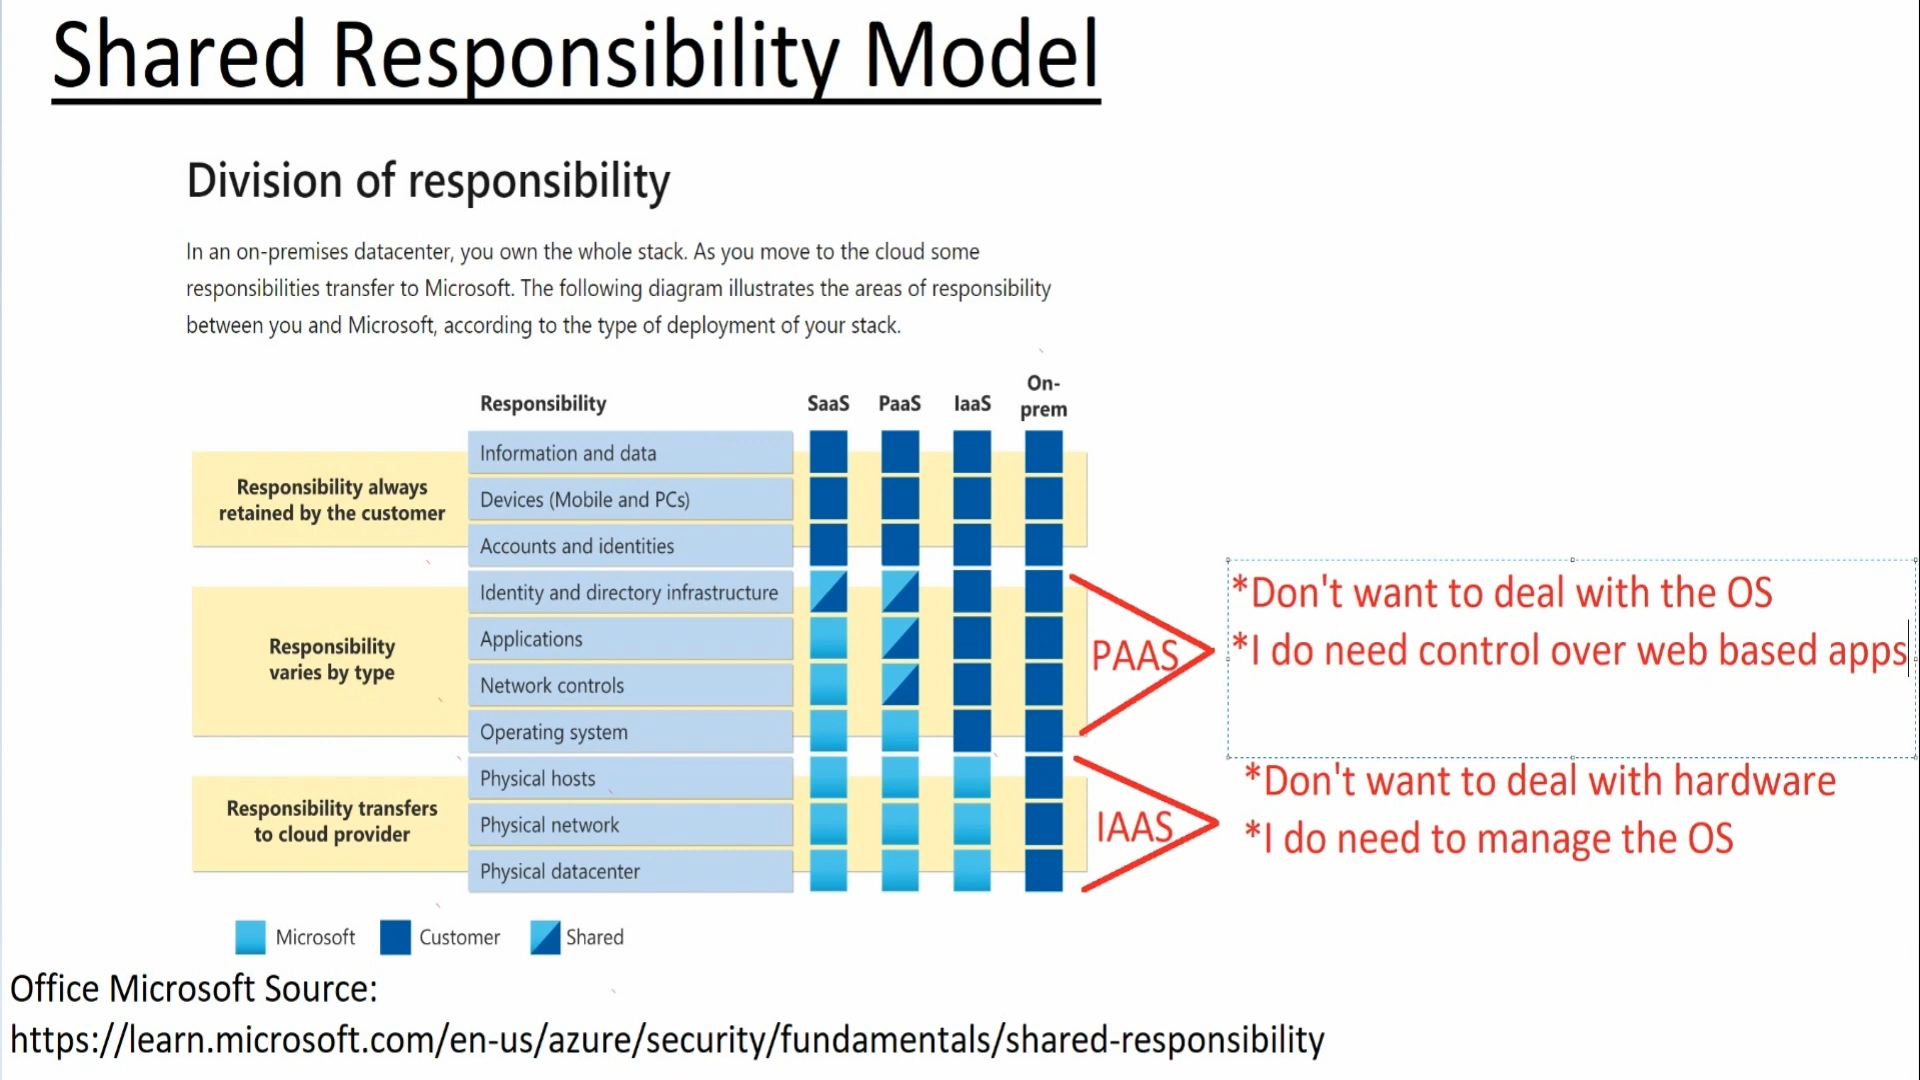 Shared Responsibility Model
Division of responsibility
In an on-premises datacenter, you own the whole stack. As you move to the cloud some
responsibilities transfer to Microsoft. The following diagram illustrates the areas of responsibility
between you and Microsoft, according to the type of deployment of your stack.
Responsibility SaaS PaaS IaaS On-
prem
Responsibility always
retained by the customer
Information and data
Devices (Mobile and PCs)
Accounts and identities
Responsibility
varies by type
Identity and directory infrastructure
Applications
Network controls
Operating system
PAAS
*Don't want to deal with the OS
*I do need control over web based apps
Responsibility transfers
to cloud provider
Physical hosts
Physical network
Physical datacenter
IAAS
*Don't want to deal with hardware
*I do need to manage the OS
Microsoft Customer Shared
Office Microsoft Source:
https://learn.microsoft.com/en-us/azure/security/fundamentals/shared-responsibility